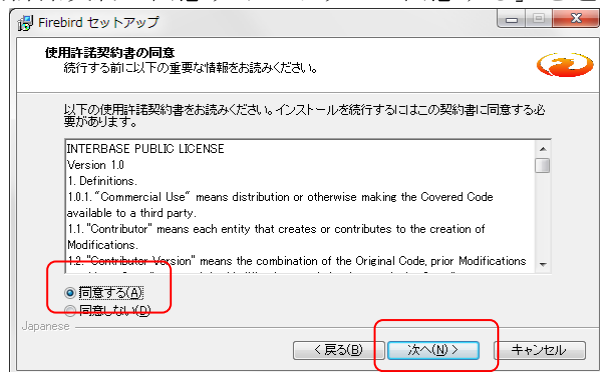 Firebird セットアップ
使用許諾契約書の同意
続行する前に以下の重要な情報をお読みください。
以下の使用許諾契約書をお読みください。インストールを続行するにはこの契約書に同意する必
要があります。
INTERBASE PUBLIC LICENSE
Version 1.0
1. Definitions.
1.0.1. "Commercial Use" means distribution or otherwise making the Covered Code
available to a third party.
1.1. "Contributor" means each entity that creates or contributes to the creation of
Modifications.
1.2. "Contributor Version" means the combination of the Original Code, prior Modifications
同意する(A)
同意しない(D)
Japanese
< 戻る(B)
次へ(N) >
キャンセル